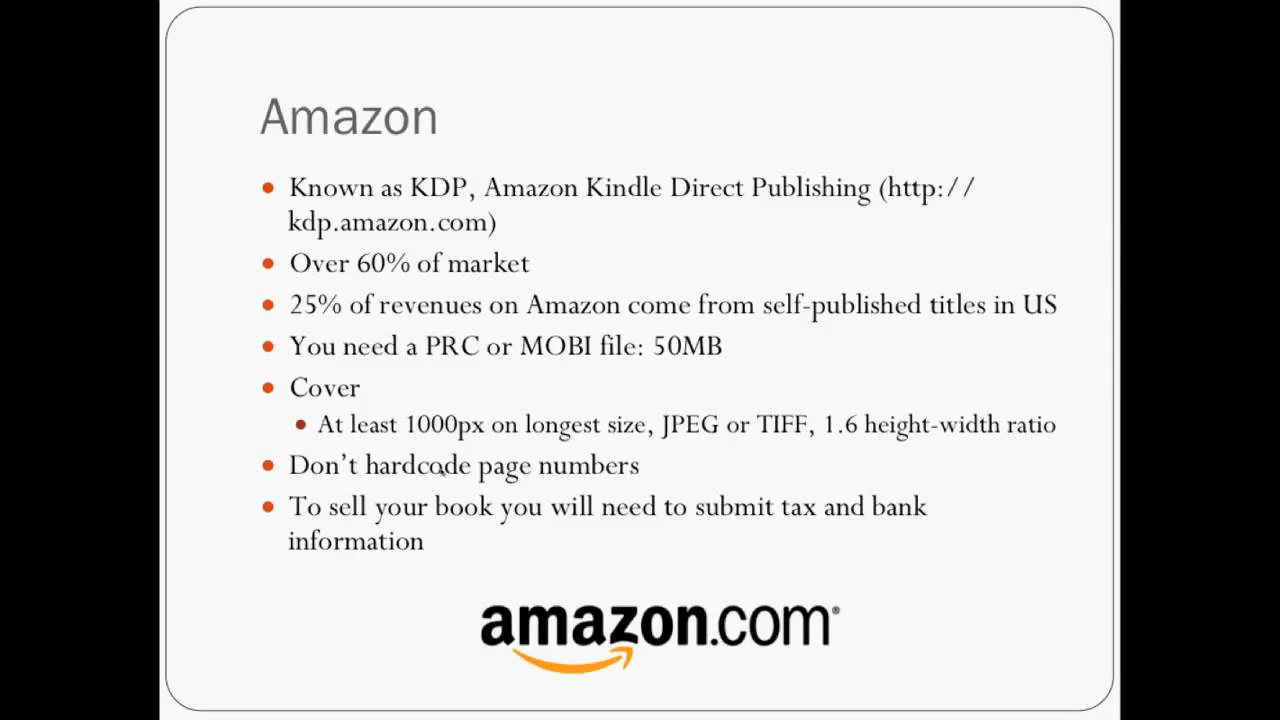 Amazon
Known as KDP, Amazon Kindle Direct Publishing (http://
kdp.amazon.com)
Over 60% of market
25% of revenues on Amazon come from self-published titles in US
You need a PRC or MOBI file: 50MB
Cover
At least 1000px on longest size, JPEG or TIFF, 1.6 height-width ratio
Don’t hardcode page numbers
To sell your book you will need to submit tax and bank
information
amazon.com®